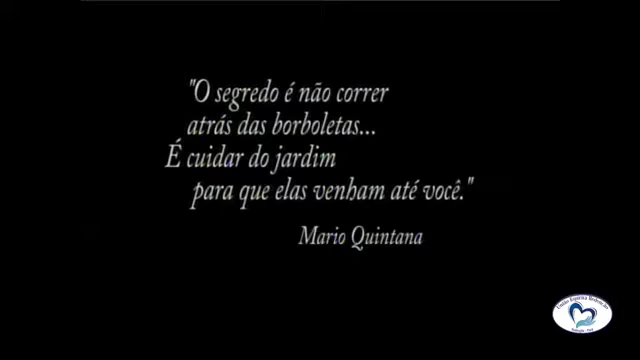 "O segredo é não correr
atrás das borboletas...
É cuidar do jardim
para que elas venham até você."
Mario Quintana